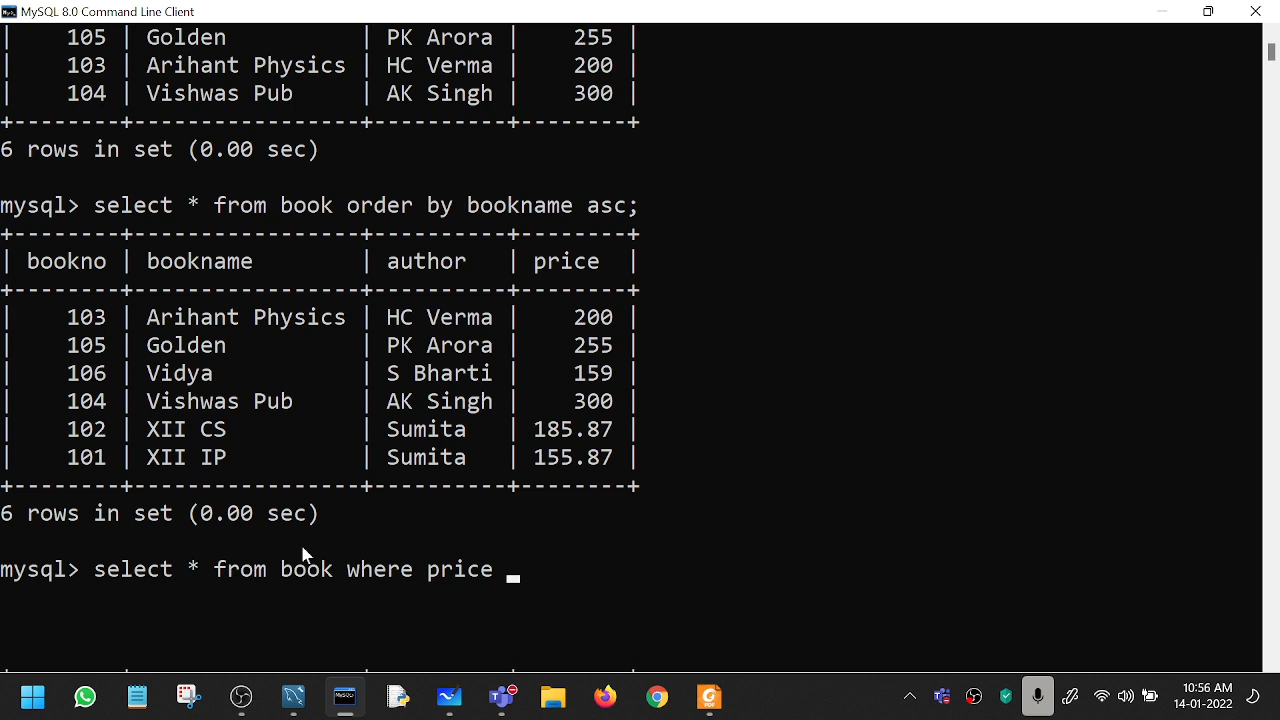 MySQL 8.0 Command Line Client
| 105 | Golden | PK Arora | 255 |
| 103 | Arihant Physics | HC Verma | 200 |
| 104 | Vishwas Pub | AK Singh | 300 |
+--------+-----------------+----------+--------+
6 rows in set (0.00 sec)
mysql> select * from book order by bookname asc;
+--------+-----------------+----------+--------+
| bookno | bookname | author | price |
+--------+-----------------+----------+--------+
| 103 | Arihant Physics | HC Verma | 200 |
| 105 | Golden | PK Arora | 255 |
| 106 | Vidya | S Bharti | 159 |
| 104 | Vishwas Pub | AK Singh | 300 |
| 102 | XII CS | Sumita | 185.87 |
| 101 | XII IP | Sumita | 155.87 |
+--------+-----------------+----------+--------+
6 rows in set (0.00 sec)
mysql> select * from book where price _
10:56 AM
14-01-2022